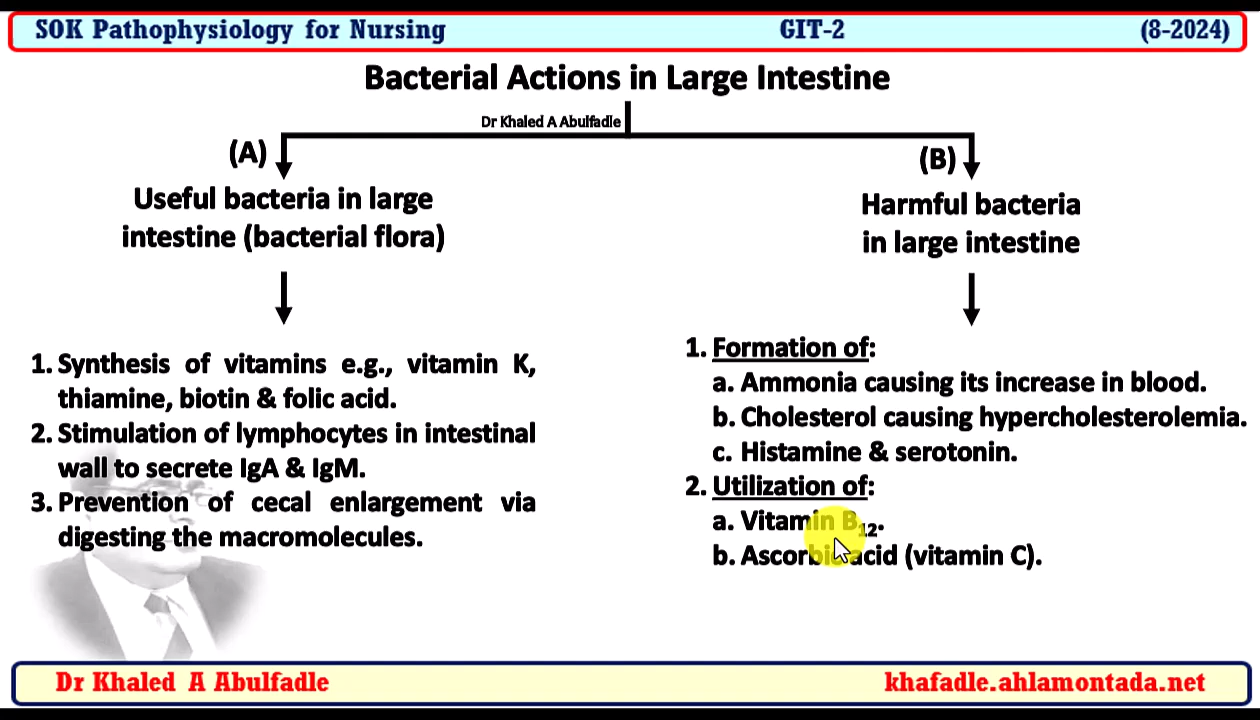 SOK Pathophysiology for Nursing GIT-2 (8-2024)
Bacterial Actions in Large Intestine
Dr Khaled A Abulfadle
(A)
Useful bacteria in large
intestine (bacterial flora)
1. Synthesis of vitamins e.g., vitamin K,
thiamine, biotin & folic acid.
2. Stimulation of lymphocytes in intestinal
wall to secrete IgA & IgM.
3. Prevention of cecal enlargement via
digesting the macromolecules.
(B)
Harmful bacteria
in large intestine
1. Formation of:
a. Ammonia causing its increase in blood.
b. Cholesterol causing hypercholesterolemia.
c. Histamine & serotonin.
2. Utilization of:
a. Vitamin B₁₂.
b. Ascorbic acid (vitamin C).
Dr Khaled A Abulfadle khafadle.ahlamontada.net